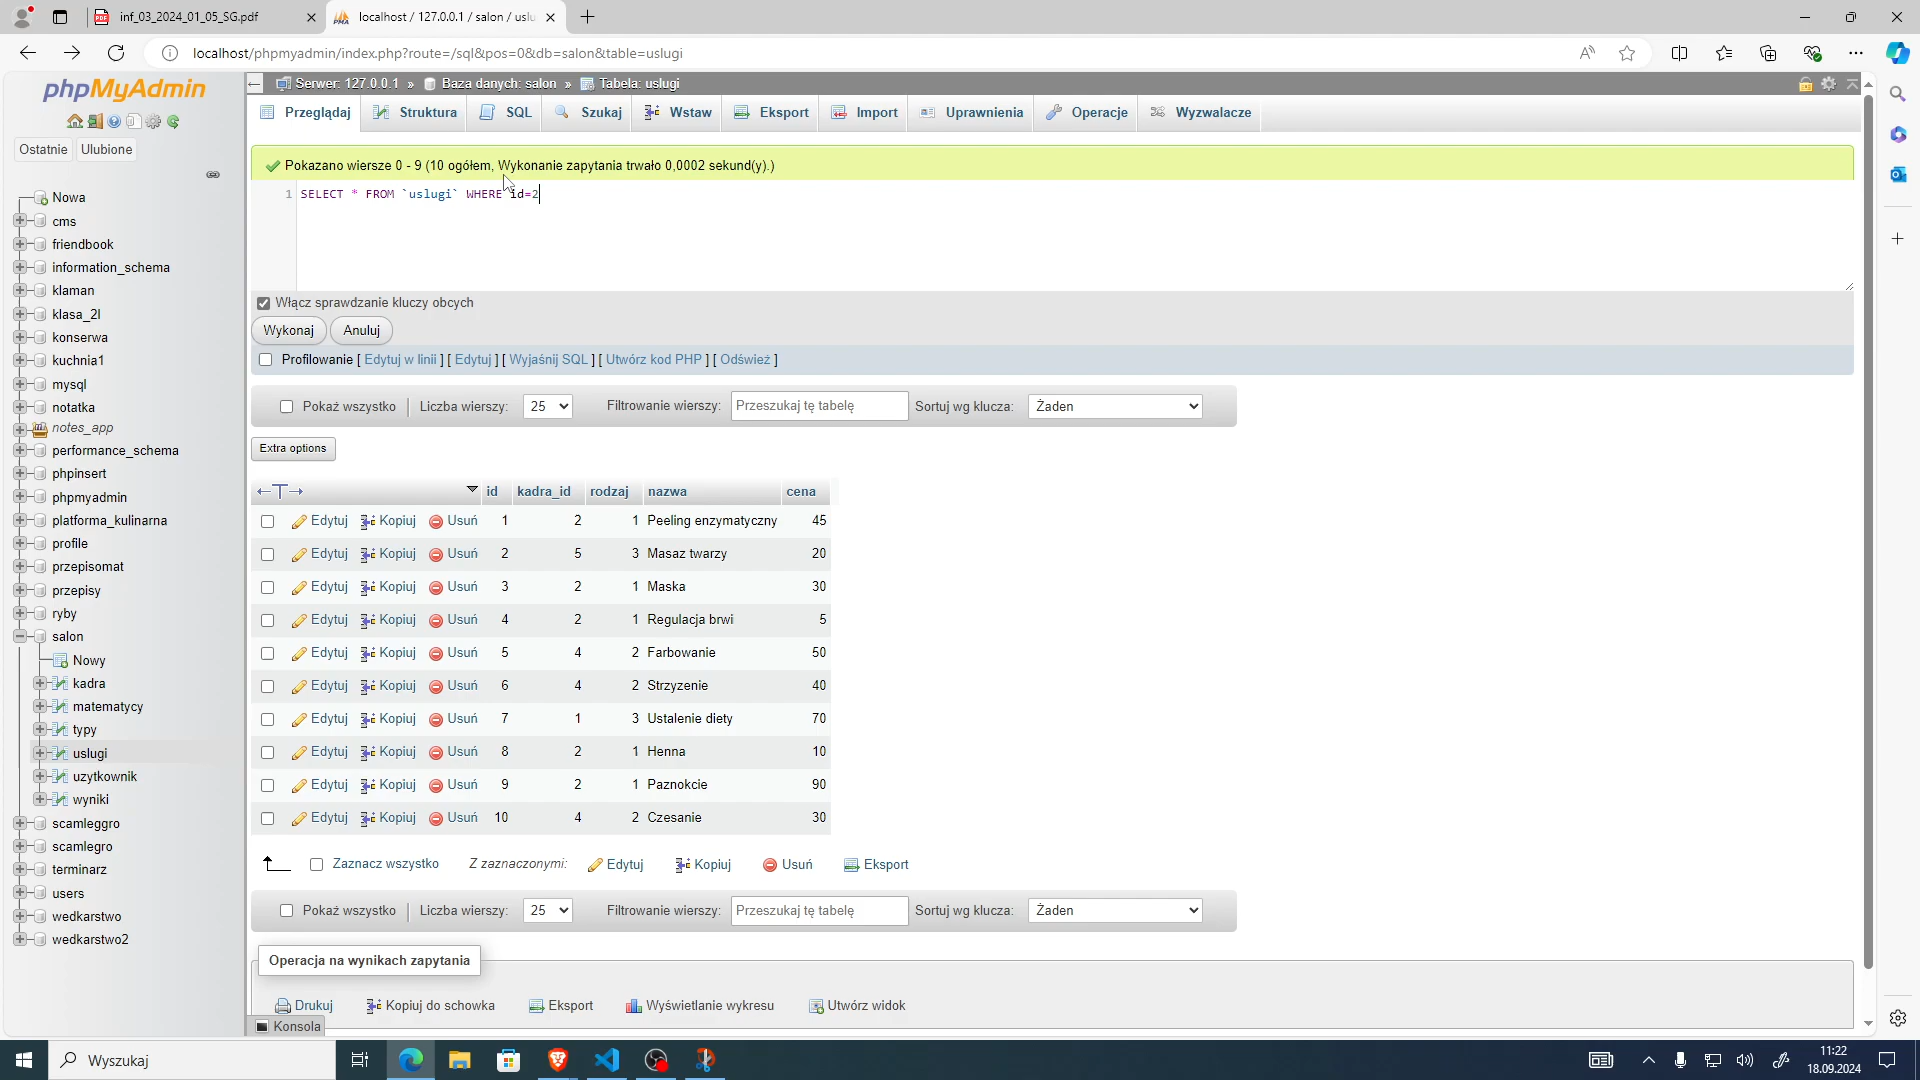 inf_03_2024_01_05_SG.pdf
localhost / 127.0.0.1 / salon / uslu
localhost/phpmyadmin/index.php?route=/sql&pos=0&db=salon&table=uslugi
phpMyAdmin
Ostatnie Ulubione
Nowa
cms
friendbook
information_schema
klaman
klasa_2l
konserwa
kuchnia1
mysql
notatka
notes_app
performance_schema
phpinsert
phpmyadmin
platforma_kulinarna
profile
przepisomat
przepisy
ryby
salon
Nowy
kadra
matematycy
typy
uslugi
uzytkownik
wyniki
scamleggro
scamlegro
terminarz
users
wedkarstwo
wedkarstwo2
Serwer: 127.0.0.1 » Baza danych: salon » Tabela: uslugi
Przeglądaj Struktura SQL Szukaj Wstaw Eksport Import Uprawnienia Operacje Wyzwalacze
Pokazano wiersze 0 - 9 (10 ogółem, Wykonanie zapytania trwało 0,0002 sekund(y).)
1 SELECT * FROM `uslugi` WHERE id=2
Włącz sprawdzanie kluczy obcych
Wykonaj Anuluj
Profilowanie [ Edytuj w linii ] [ Edytuj ] [ Wyjaśnij SQL ] [ Utwórz kod PHP ] [ Odśwież ]
Pokaż wszystko Liczba wierszy: 25 Filtrowanie wierszy: Przeszukaj tę tabelę Sortuj wg klucza: Żaden
Extra options
id kadra_id rodzaj nazwa cena
Edytuj Kopiuj Usuń 1 2 1 Peeling enzymatyczny 45
Edytuj Kopiuj Usuń 2 5 3 Masaz twarzy 20
Edytuj Kopiuj Usuń 3 2 1 Maska 30
Edytuj Kopiuj Usuń 4 2 1 Regulacja brwi 5
Edytuj Kopiuj Usuń 5 4 2 Farbowanie 50
Edytuj Kopiuj Usuń 6 4 2 Strzyzenie 40
Edytuj Kopiuj Usuń 7 1 3 Ustalenie diety 70
Edytuj Kopiuj Usuń 8 2 1 Henna 10
Edytuj Kopiuj Usuń 9 2 1 Paznokcie 90
Edytuj Kopiuj Usuń 10 4 2 Czesanie 30
Zaznacz wszystko Z zaznaczonymi: Edytuj Kopiuj Usuń Eksport
Pokaż wszystko Liczba wierszy: 25 Filtrowanie wierszy: Przeszukaj tę tabelę Sortuj wg klucza: Żaden
Operacja na wynikach zapytania
Drukuj Kopiuj do schowka Eksport Wyświetlanie wykresu Utwórz widok
Konsola
Wyszukaj
11:22
18.09.2024